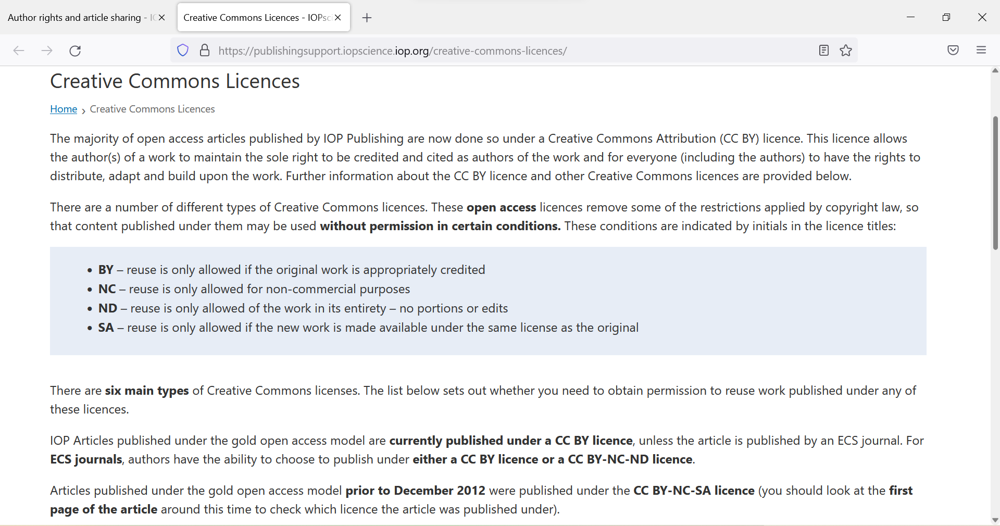 Author rights and article sharing - IO
Creative Commons Licences - IOPsci
https://publishingsupport.iopscience.iop.org/creative-commons-licences/
Creative Commons Licences
Home › Creative Commons Licences
The majority of open access articles published by IOP Publishing are now done so under a Creative Commons Attribution (CC BY) licence. This licence allows
the author(s) of a work to maintain the sole right to be credited and cited as authors of the work and for everyone (including the authors) to have the rights to
distribute, adapt and build upon the work. Further information about the CC BY licence and other Creative Commons licences are provided below.
There are a number of different types of Creative Commons licences. These open access licences remove some of the restrictions applied by copyright law, so
that content published under them may be used without permission in certain conditions. These conditions are indicated by initials in the licence titles:
• BY – reuse is only allowed if the original work is appropriately credited
• NC – reuse is only allowed for non-commercial purposes
• ND – reuse is only allowed of the work in its entirety – no portions or edits
• SA – reuse is only allowed if the new work is made available under the same license as the original
There are six main types of Creative Commons licenses. The list below sets out whether you need to obtain permission to reuse work published under any of
these licences.
IOP Articles published under the gold open access model are currently published under a CC BY licence, unless the article is published by an ECS journal. For
ECS journals, authors have the ability to choose to publish under either a CC BY licence or a CC BY-NC-ND licence.
Articles published under the gold open access model prior to December 2012 were published under the CC BY-NC-SA licence (you should look at the first
page of the article around this time to check which licence the article was published under).